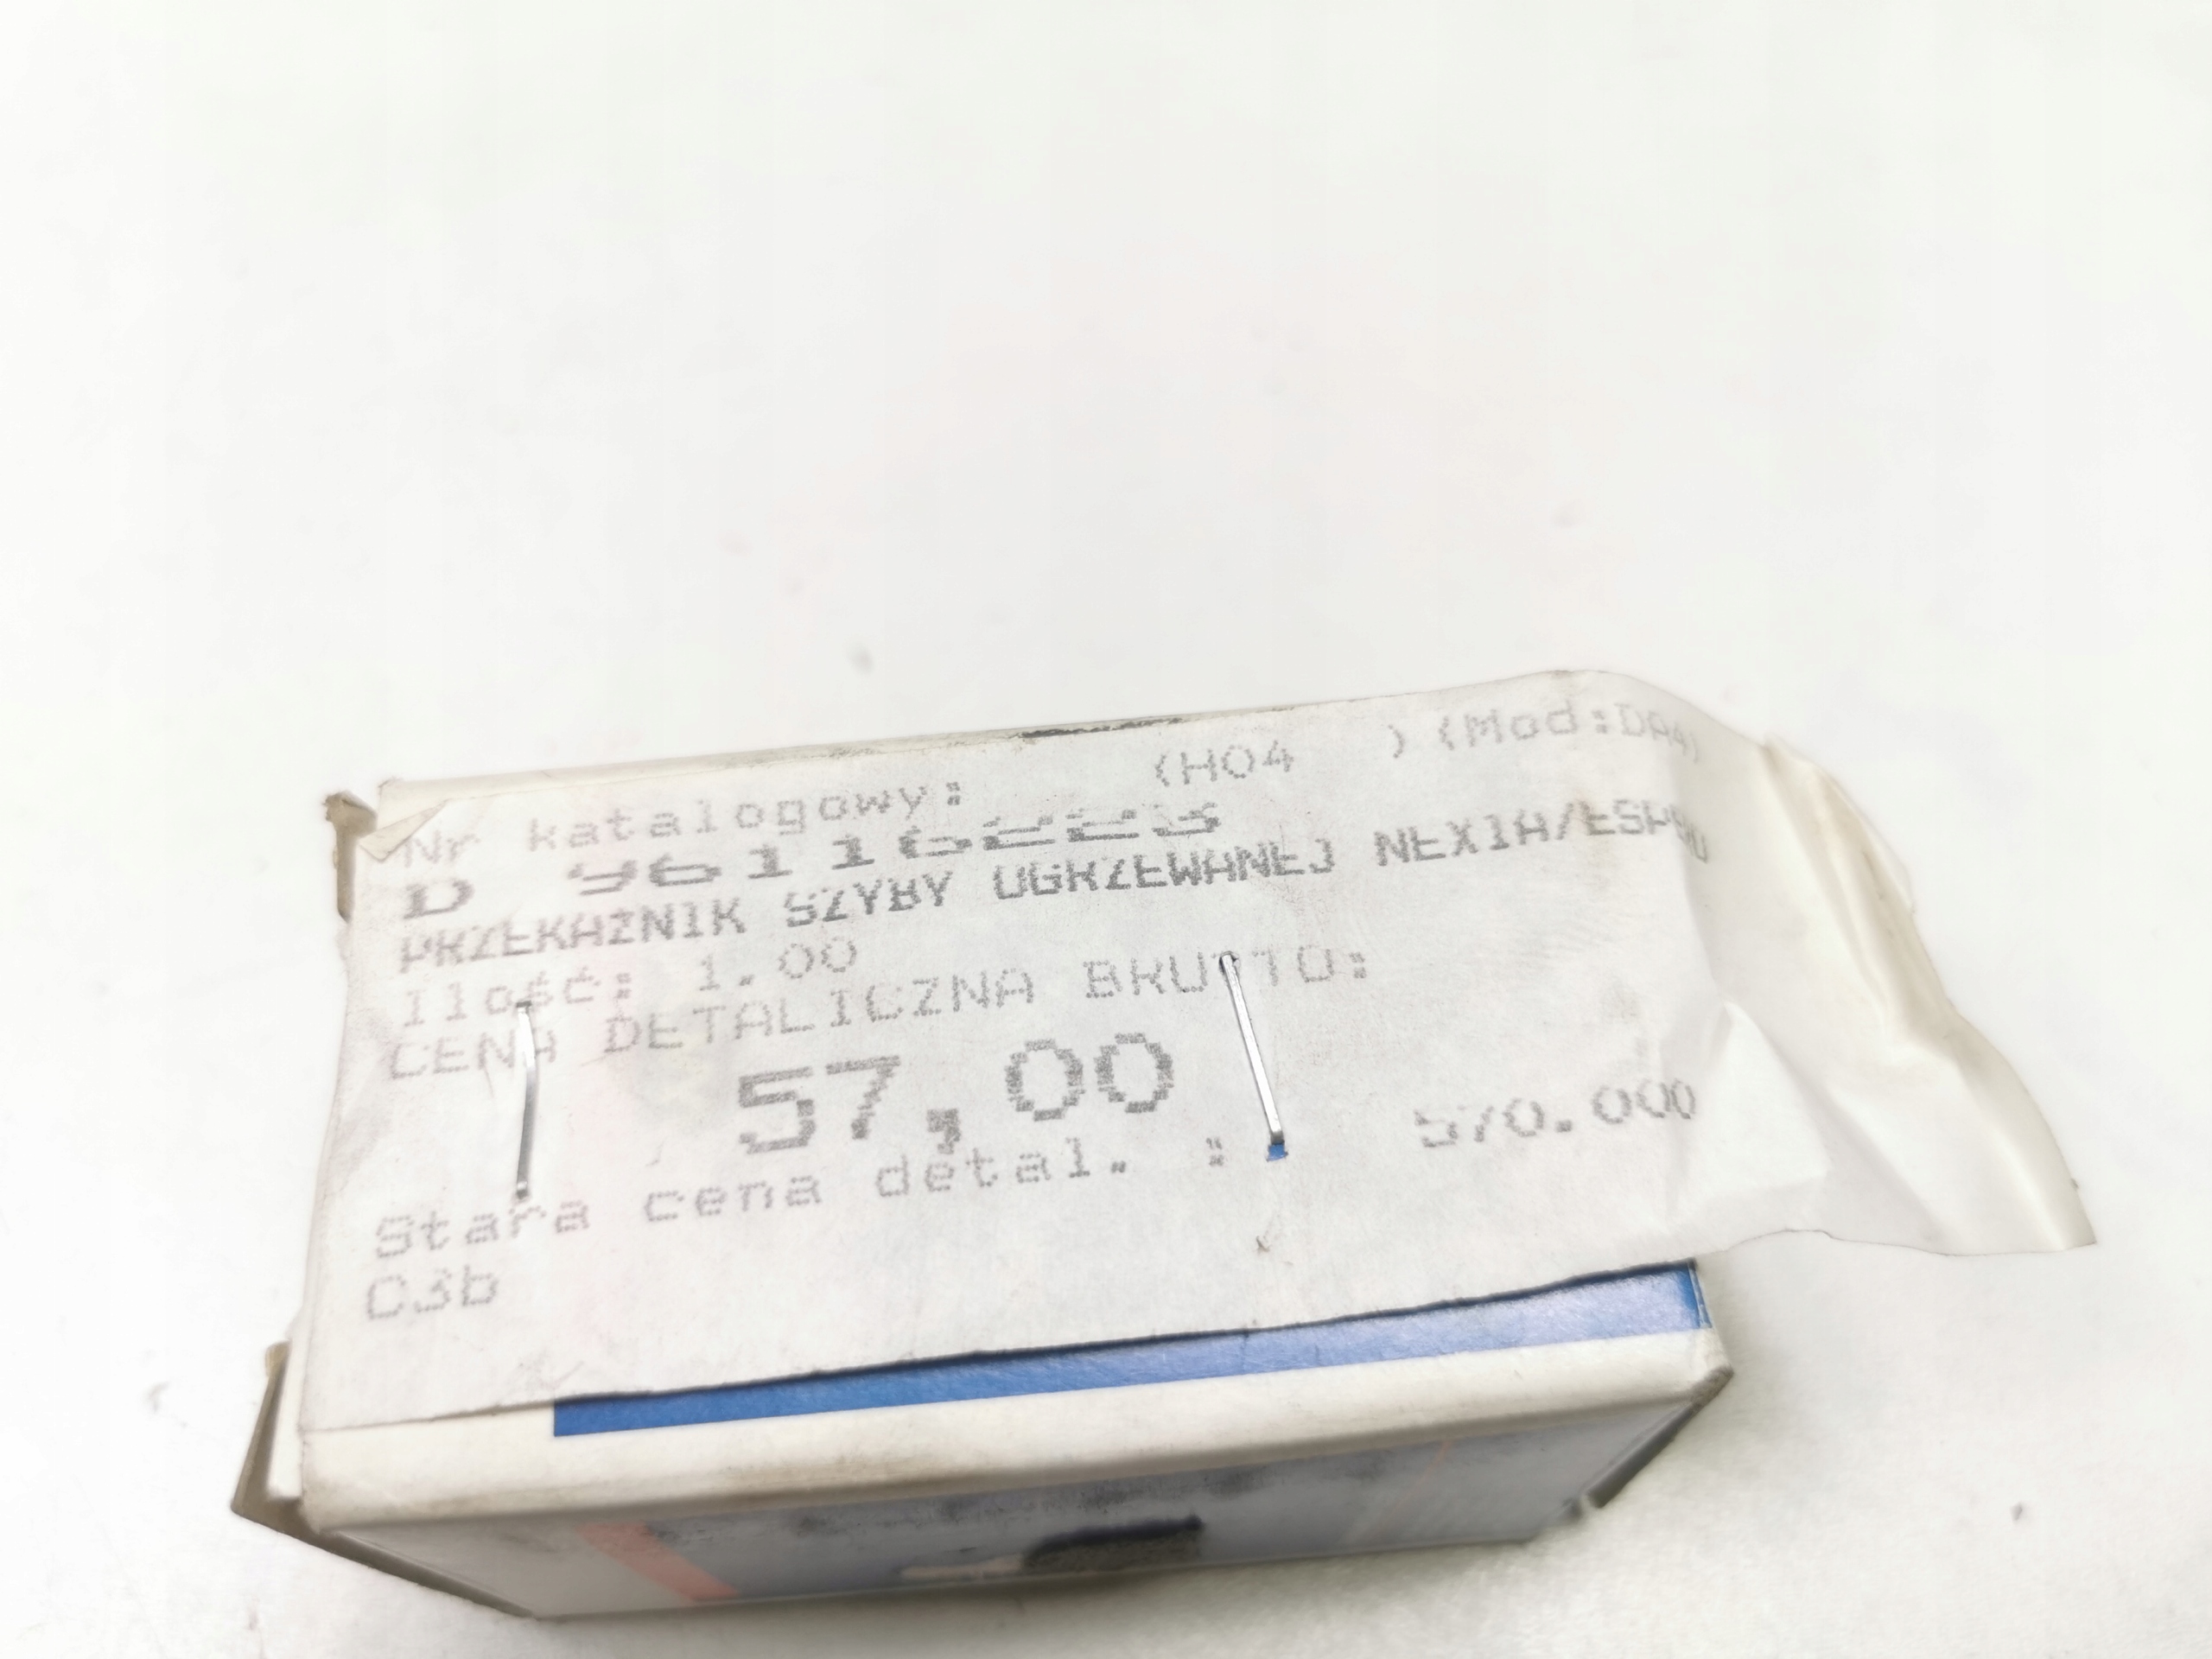 Nr katalogowy: (H04 ) (Mod:DA4)
D 96116223
PRZEKAŹNIK SZYBY OGRZEWANEJ NEXIA/ESPERO
Ilość: 1.00
CENA DETALICZNA BRUTTO:
57,00
Stara cena detal. : 570.000
C3b